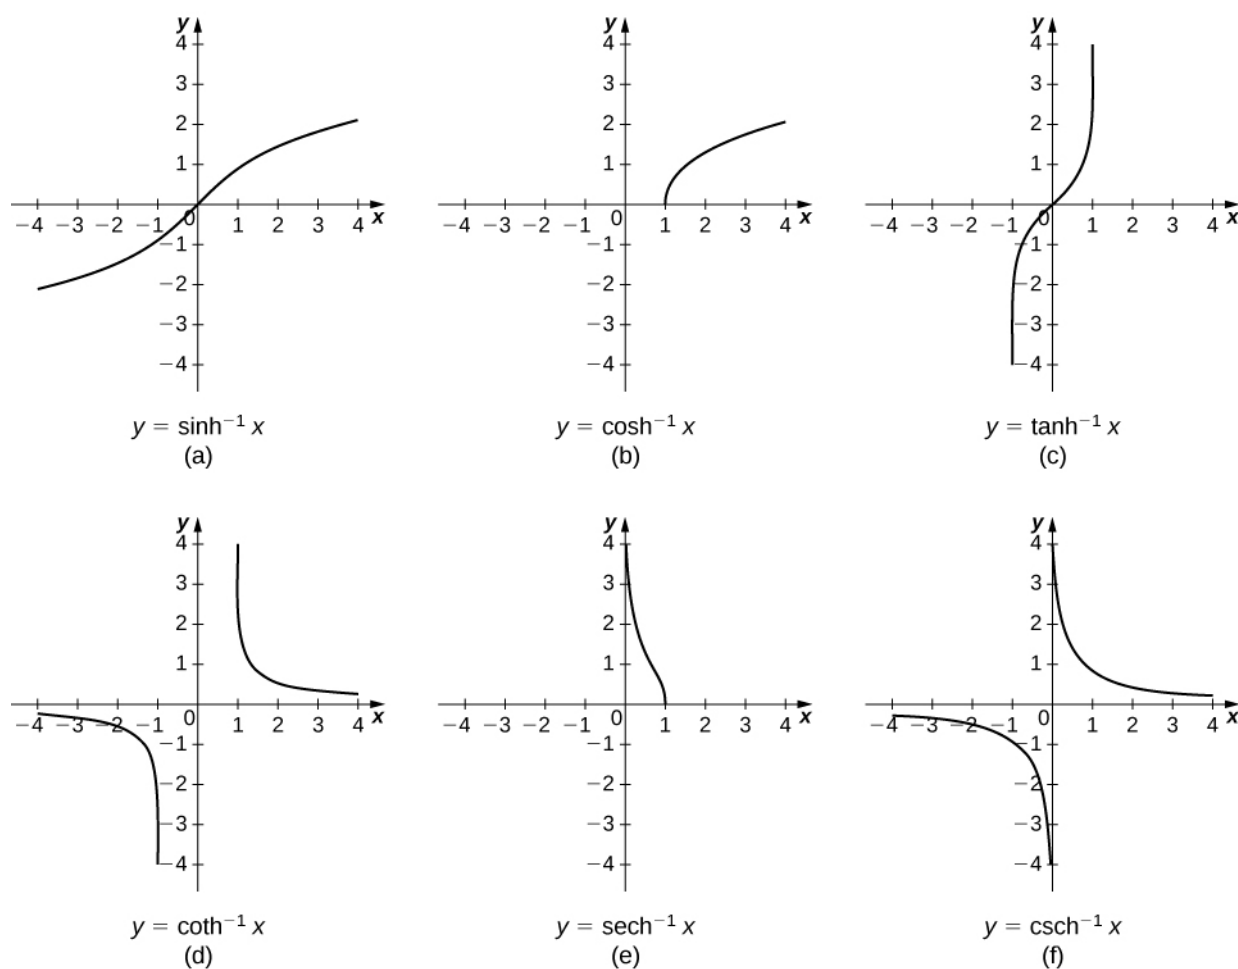 y
4
3
2
1
−4 −3 −2 −1 0 1 2 3 4 x
−1
−2
−3
−4
y = sinh⁻¹ x
(a)
y
4
3
2
1
−4 −3 −2 −1 0 1 2 3 4 x
−1
−2
−3
−4
y = cosh⁻¹ x
(b)
y
4
3
2
1
−4 −3 −2 −1 0 1 2 3 4 x
−1
−2
−3
−4
y = tanh⁻¹ x
(c)
y
4
3
2
1
−4 −3 −2 −1 0 1 2 3 4 x
−1
−2
−3
−4
y = coth⁻¹ x
(d)
y
4
3
2
1
−4 −3 −2 −1 0 1 2 3 4 x
−1
−2
−3
−4
y = sech⁻¹ x
(e)
y
4
3
2
1
−4 −3 −2 −1 0 1 2 3 4 x
−1
−2
−3
−4
y = csch⁻¹ x
(f)